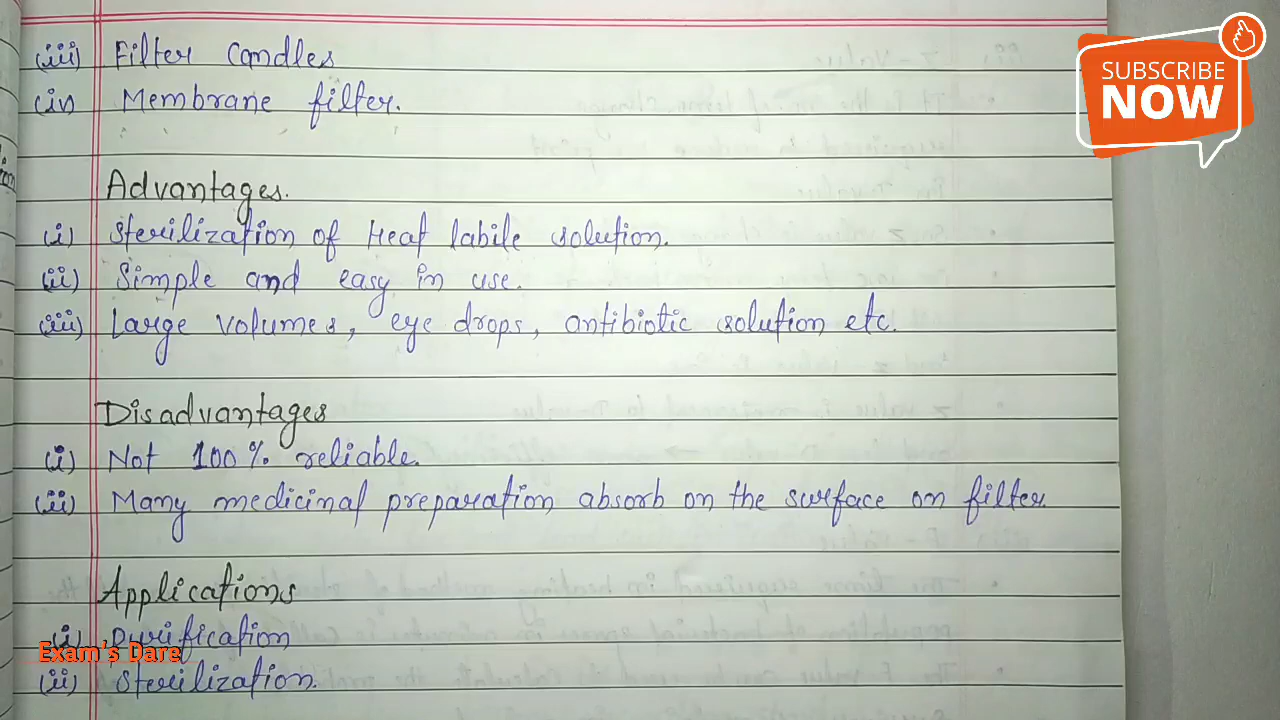 (iii) Filter Candles
(iv) Membrane filter.
Advantages.
(i) Sterilization of Heat labile solution.
(ii) Simple and easy in use.
(iii) Large volumes, eye drops, antibiotic solution etc.
Disadvantages
(i) Not 100% reliable.
(ii) Many medicinal preparation absorb on the surface on filter.
Applications
(i) Purification
(ii) Sterilization.
SUBSCRIBE
NOW
Exam's Dare